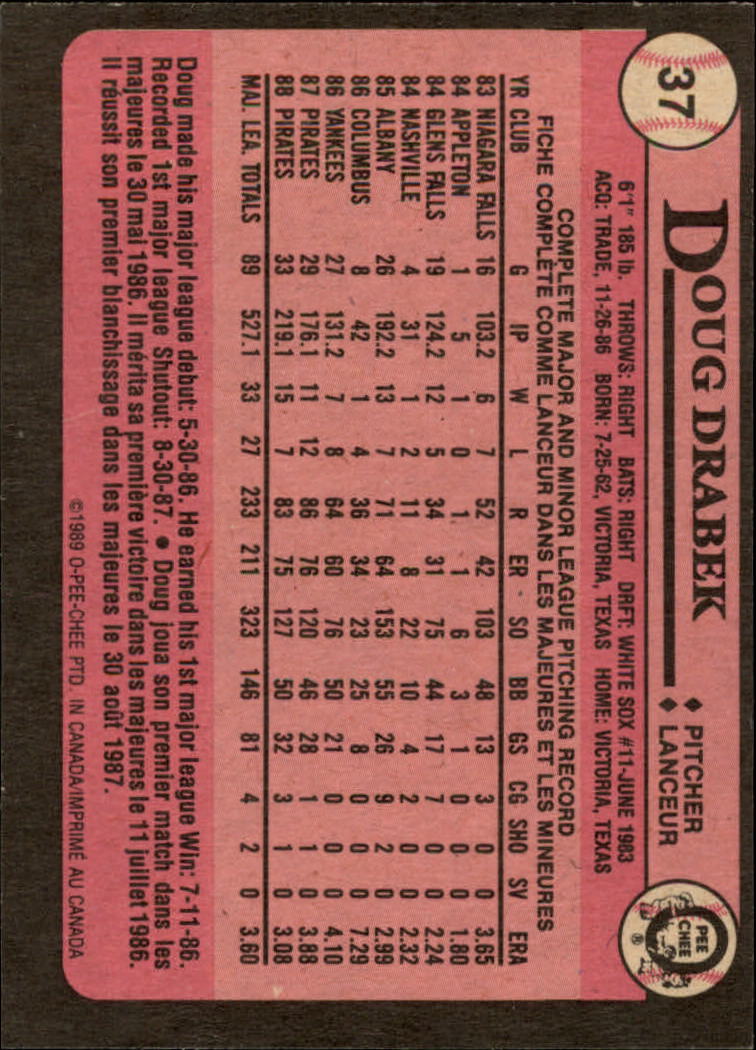 37
DOUG DRABEK
◆ PITCHER
◆ LANCEUR
O PEE CHEE ®
6'1" 185 lb. THROWS: RIGHT BATS: RIGHT DRFT: WHITE SOX #11-JUNE 1983
ACQ: TRADE, 11-26-86 BORN: 7-25-62, VICTORIA, TEXAS HOME: VICTORIA, TEXAS
COMPLETE MAJOR AND MINOR LEAGUE PITCHING RECORD
FICHE COMPLÈTE COMME LANCEUR DANS LES MAJEURES ET LES MINEURES
YR CLUB G IP W L R ER SO BB GS CG SHO SV ERA
83 NIAGARA FALLS 16 103.2 6 7 52 42 103 48 13 3 0 0 3.65
84 APPLETON 1 5 1 0 1 1 6 3 1 0 0 0 1.80
84 GLENS FALLS 19 124.2 12 5 34 31 75 44 17 7 0 0 2.24
84 NASHVILLE 4 31 1 2 11 8 22 10 4 2 0 0 2.32
85 ALBANY 26 192.2 13 7 71 64 153 55 26 9 2 0 2.99
86 COLUMBUS 8 42 1 4 36 34 23 25 8 0 0 0 7.29
86 YANKEES 27 131.2 7 8 64 60 76 50 21 0 0 0 4.10
87 PIRATES 29 176.1 11 12 86 76 120 46 28 1 1 0 3.88
88 PIRATES 33 219.1 15 7 83 75 127 50 32 3 1 0 3.08
MAJ. LEA. TOTALS 89 527.1 33 27 233 211 323 146 81 4 2 0 3.60
Doug made his major league debut: 5-30-86. He earned his 1st major league Win: 7-11-86.
Recorded 1st major league Shutout: 8-30-87. ● Doug joua son premier match dans les
majeures le 30 mai 1986. Il mérita sa première victoire dans les majeures le 11 juillet 1986.
Il réussit son premier blanchissage dans les majeures le 30 août 1987.
©1989 O-PEE-CHEE PTD. IN CANADA/IMPRIMÉ AU CANADA